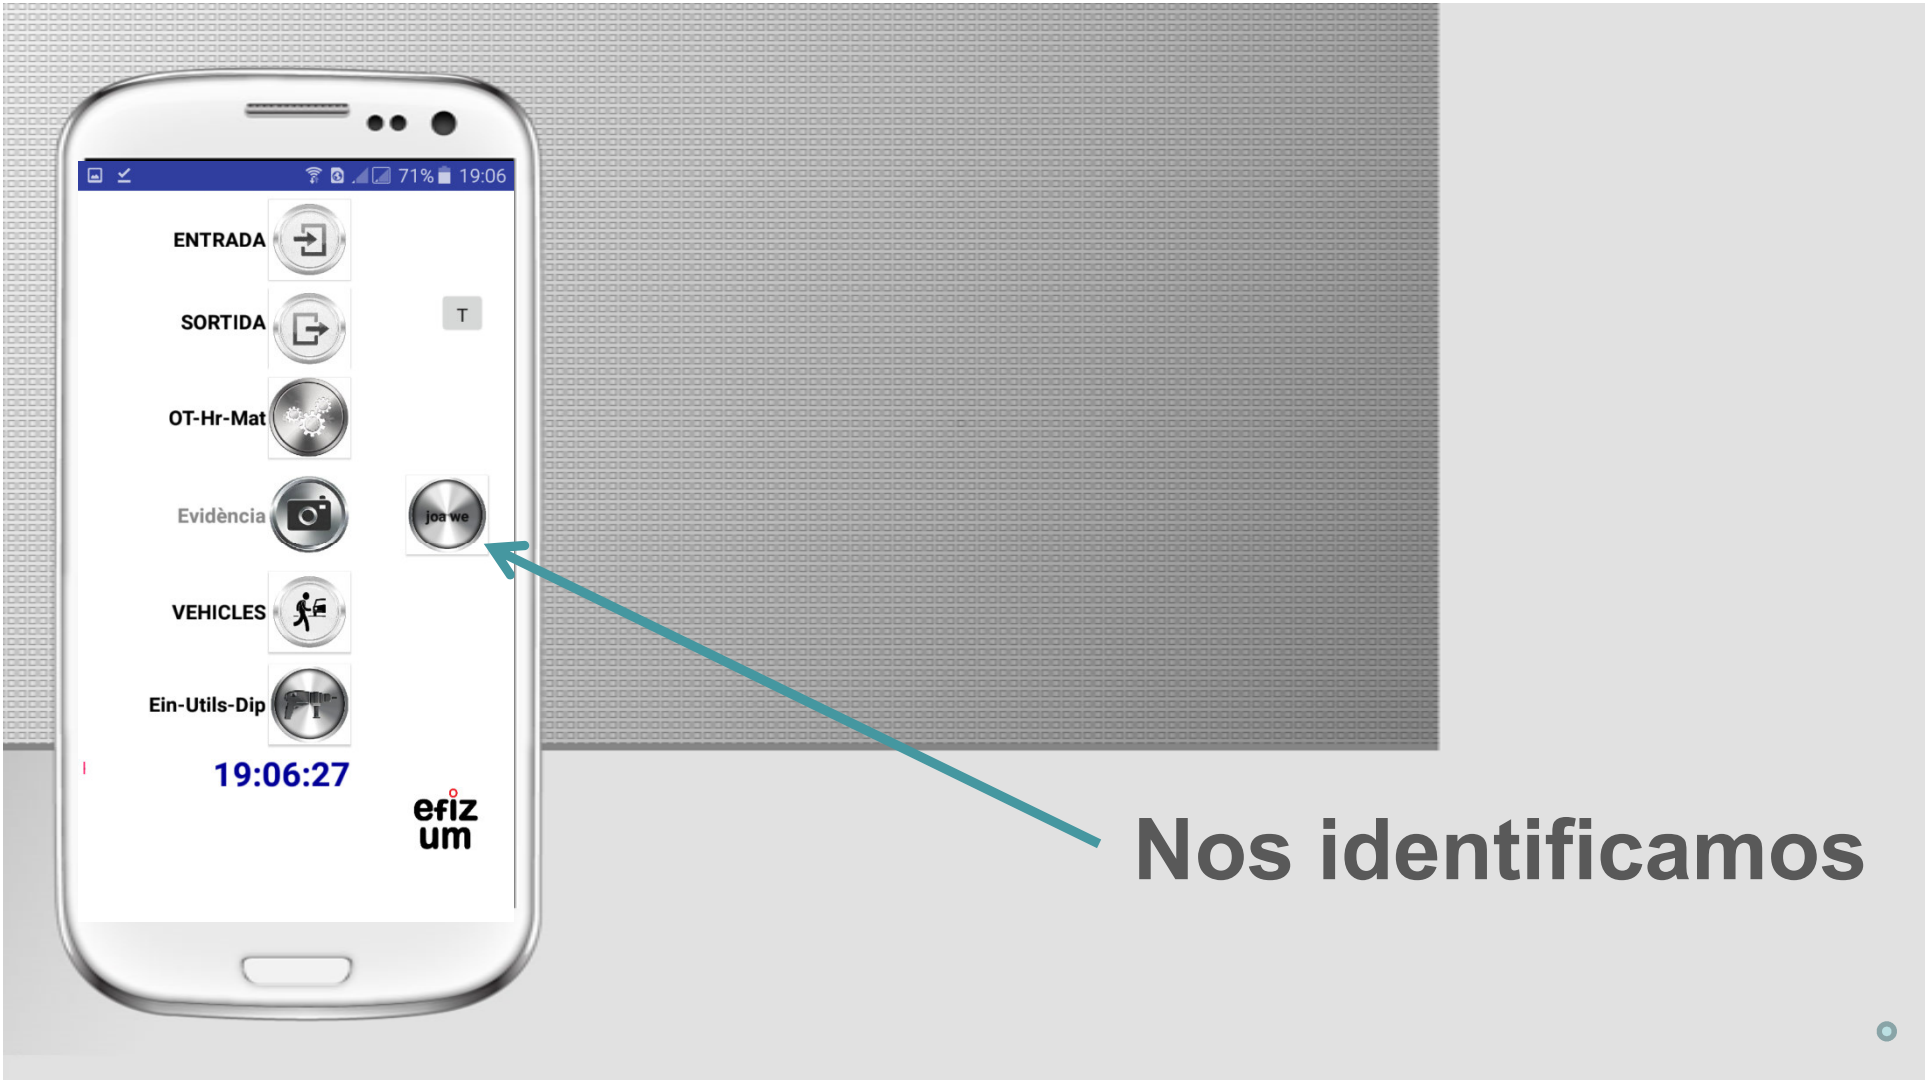 71% 19:06
ENTRADA
SORTIDA
T
OT-Hr-Mat
Evidència
joa we
VEHICLES
Ein-Utils-Dip
19:06:27
efiz
um
Nos identificamos